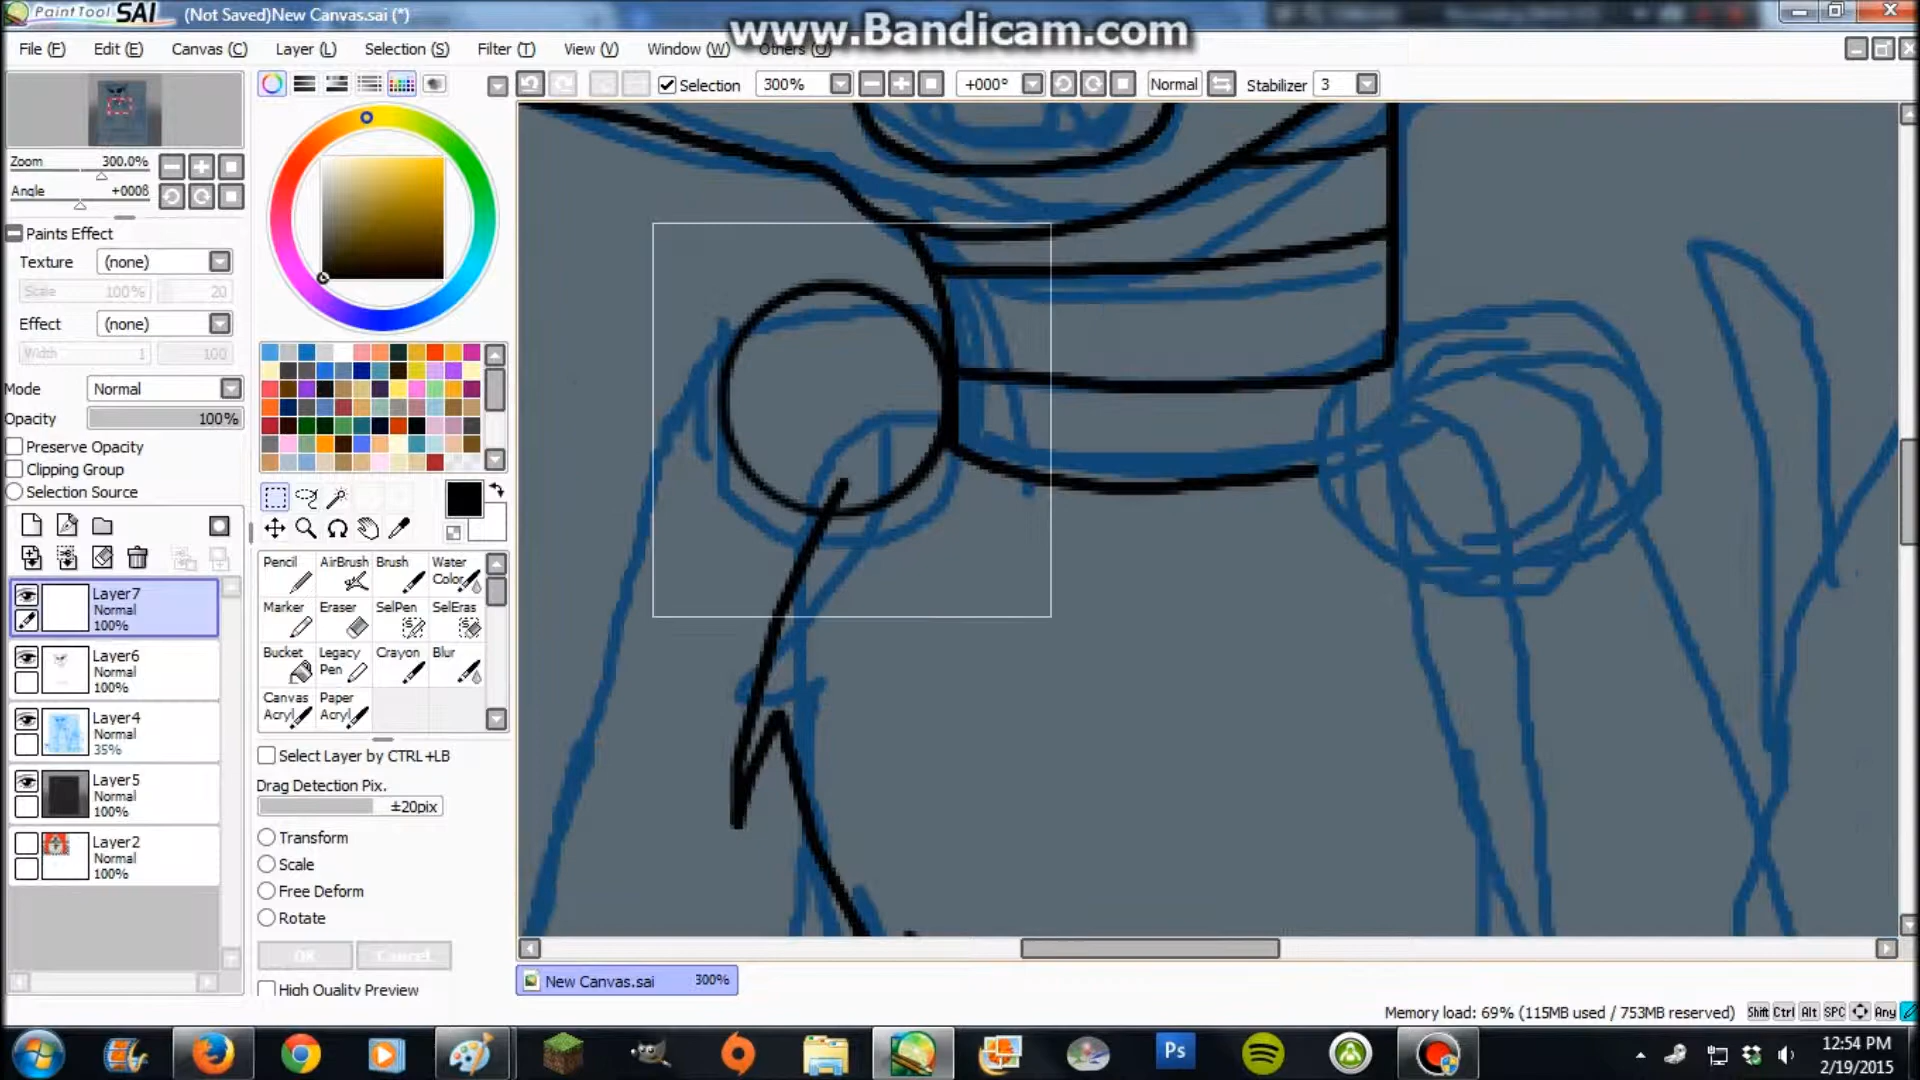 PaintTool SAI (Not Saved)New Canvas.sai (*)
www.Bandicam.com
File (F) Edit (E) Canvas (C) Layer (L) Selection (S) Filter (T) View (V) Window (W) Others (O)
Selection 300% +000° Normal Stabilizer 3
Zoom 300.0%
Angle +0008
Paints Effect
Texture (none)
Scale 100% 20
Effect (none)
Width 1 100
Mode Normal
Opacity 100%
Preserve Opacity
Clipping Group
Selection Source
Layer7
Normal
100%
Layer6
Normal
100%
Layer4
Normal
35%
Layer5
Normal
100%
Layer2
Normal
100%
Pencil AirBrush Brush Water Color
Marker Eraser SelPen SelEras
Bucket Legacy Pen Crayon Blur
Canvas Acryl Paper Acryl
Select Layer by CTRL+LB
Drag Detection Pix.
±20pix
Transform
Scale
Free Deform
Rotate
OK Cancel
High Quality Preview
New Canvas.sai 300%
Memory load: 69% (115MB used / 753MB reserved) Shift Ctrl Alt SPC Any
Ps
12:54 PM
2/19/2015